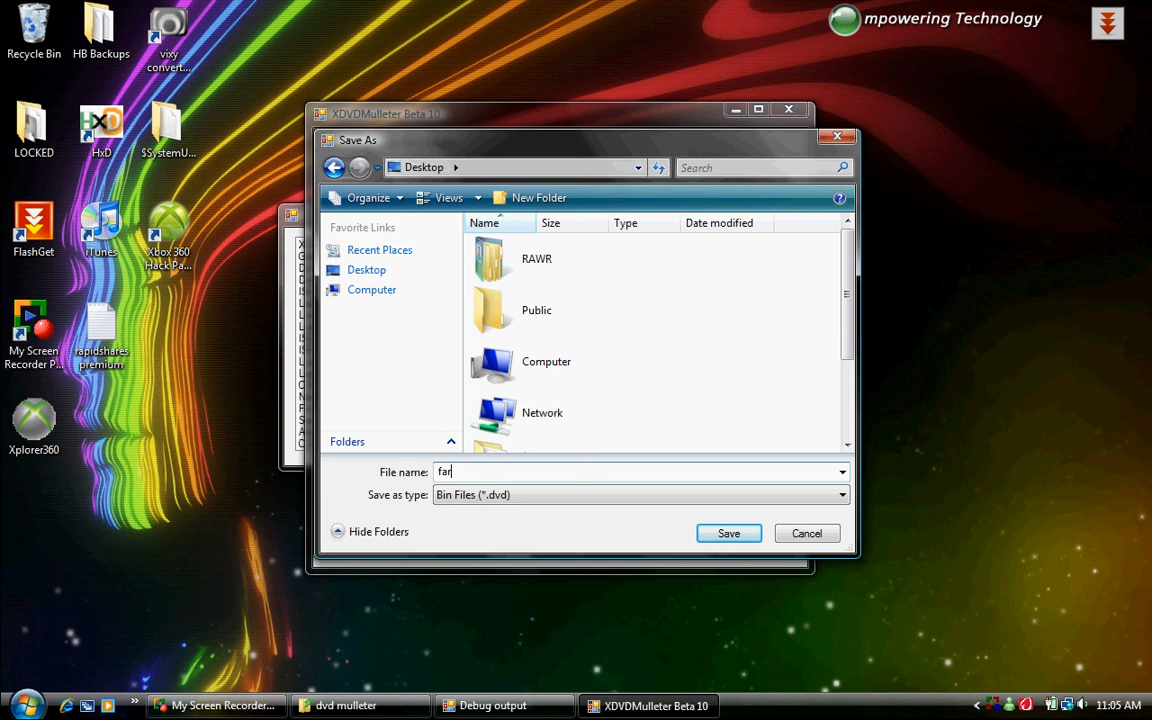 mpowering Technology
Recycle Bin
HB Backups
vixy
convert...
LOCKED
HxD
$SystemU...
FlashGet
iTunes
Xbox 360
Hack Pa...
My Screen
Recorder P...
rapidshares
premium
Xplorer360
XDVDMulleter Beta 10
Save As
Desktop
Search
Organize
Views
New Folder
Favorite Links
Recent Places
Desktop
Computer
Folders
Name
Size
Type
Date modified
RAWR
Public
Computer
Network
File name:
far
Save as type:
Bin Files (*.dvd)
Hide Folders
Save
Cancel
My Screen Recorder...
dvd mulleter
Debug output
XDVDMulleter Beta 10
11:05 AM